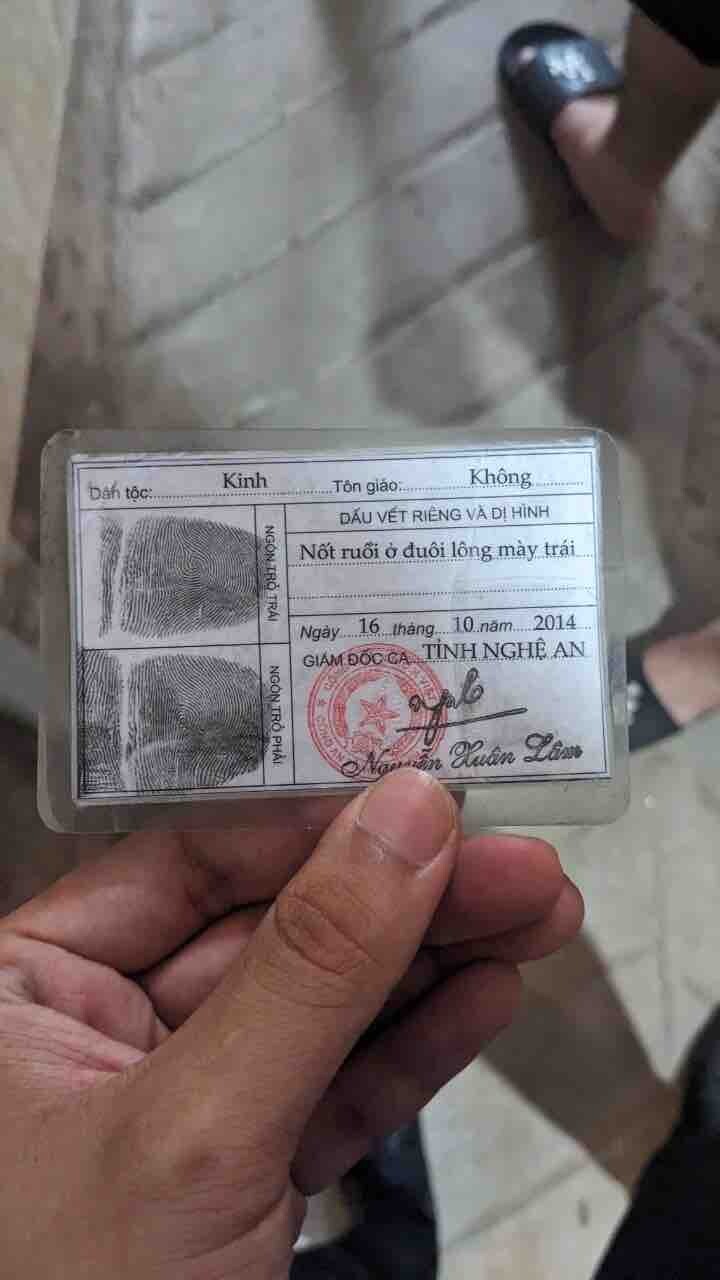 Dân tộc: Kinh Tôn giáo: Không
DẤU VẾT RIÊNG VÀ DỊ HÌNH
Nốt ruồi ở đuôi lông mày trái
NGÓN TRỎ TRÁI
NGÓN TRỎ PHẢI
Ngày 16 tháng 10 năm 2014
GIÁM ĐỐC CA TỈNH NGHỆ AN
Nguyễn Xuân Lâm